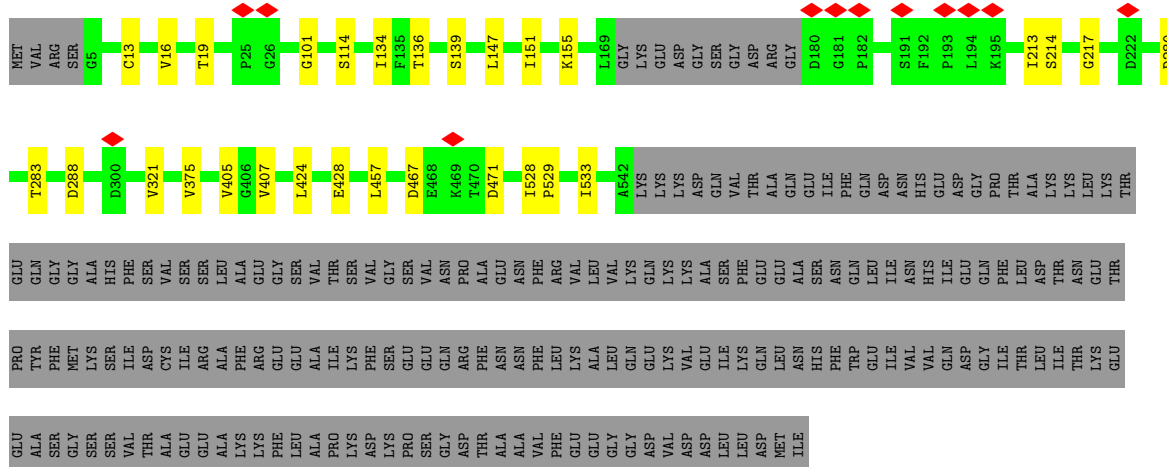 MET VAL ARG SER G5 C13 V16 T19 P25 G26 G101 S114 I134 F135 T136 S139 L147 I151 K155 L169 GLY LYS GLU ASP GLY SER GLY ASP ARG GLY D180 G181 P182 S191 F192 P193 L194 K195 I213 S214 G217 D222
T283 D288 D300 V321 V375 V405 G406 V407 L424 E428 L457 D467 E468 K469 T470 D471 I528 P529 I533 A542 LYS LYS LYS ASP GLN VAL THR ALA GLN GLU ILE PHE GLN ASP ASN HIS GLU ASP GLY PRO THR ALA LYS LYS LEU LYS THR
GLU GLN GLY GLY ALA HIS PHE SER VAL SER SER LEU ALA GLU GLY SER VAL THR SER VAL GLY SER VAL ASN PRO ALA GLU ASN PHE ARG VAL LEU VAL LYS GLN LYS LYS ALA SER PHE GLU GLU ALA SER ASN GLN LEU ILE ASN HIS ILE GLU GLN PHE LEU ASP THR ASN GLU THR
PRO TYR PHE MET LYS SER ILE ASP CYS ILE ARG ALA PHE ARG GLU GLU ALA ILE LYS PHE SER GLU GLU GLN ARG PHE ASN ASN PHE LEU LYS ALA LEU GLN GLU LYS VAL GLU ILE LYS GLN LEU ASN HIS PHE TRP GLU ILE VAL VAL GLN ASP GLY ILE THR LEU ILE THR LYS GLU
GLU ALA SER GLY SER SER VAL THR ALA GLU GLU ALA LYS LYS PHE LEU ALA PRO LYS ASP LYS PRO SER GLY ASP THR ALA ALA VAL PHE GLU GLU GLY GLY ASP VAL ASP ASP LEU LEU ASP MET ILE